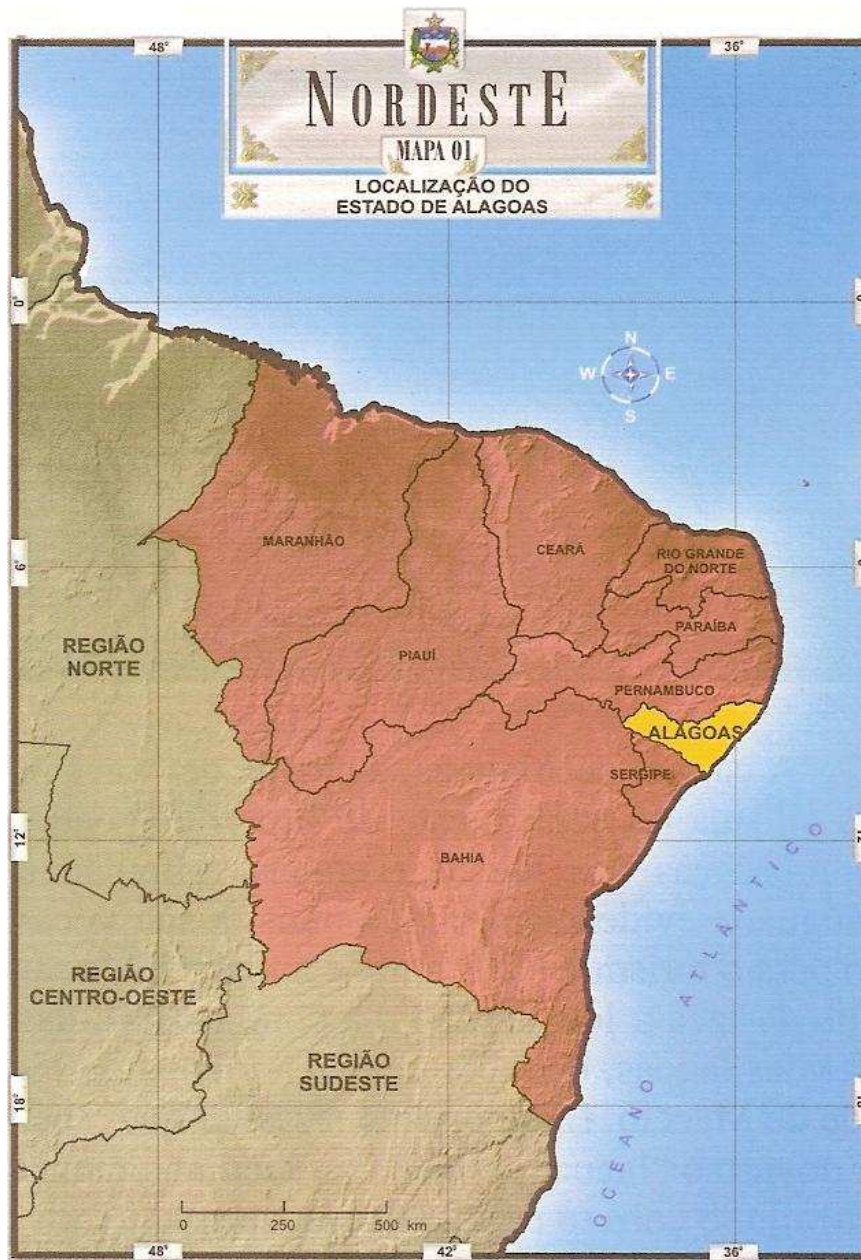 48°
36°
NORDESTE
MAPA 01
LOCALIZAÇÃO DO
ESTADO DE ALAGOAS
0°
N
W E
S
MARANHÃO
CEARÁ
RIO GRANDE
DO NORTE
6°
PARAÍBA
REGIÃO
NORTE
PIAUÍ
PERNAMBUCO
ALAGOAS
SERGIPE
12°
BAHIA
OCEANO ATLÂNTICO
REGIÃO
CENTRO-OESTE
REGIÃO
SUDESTE
18°
0 250 500 km
48°
42°
36°